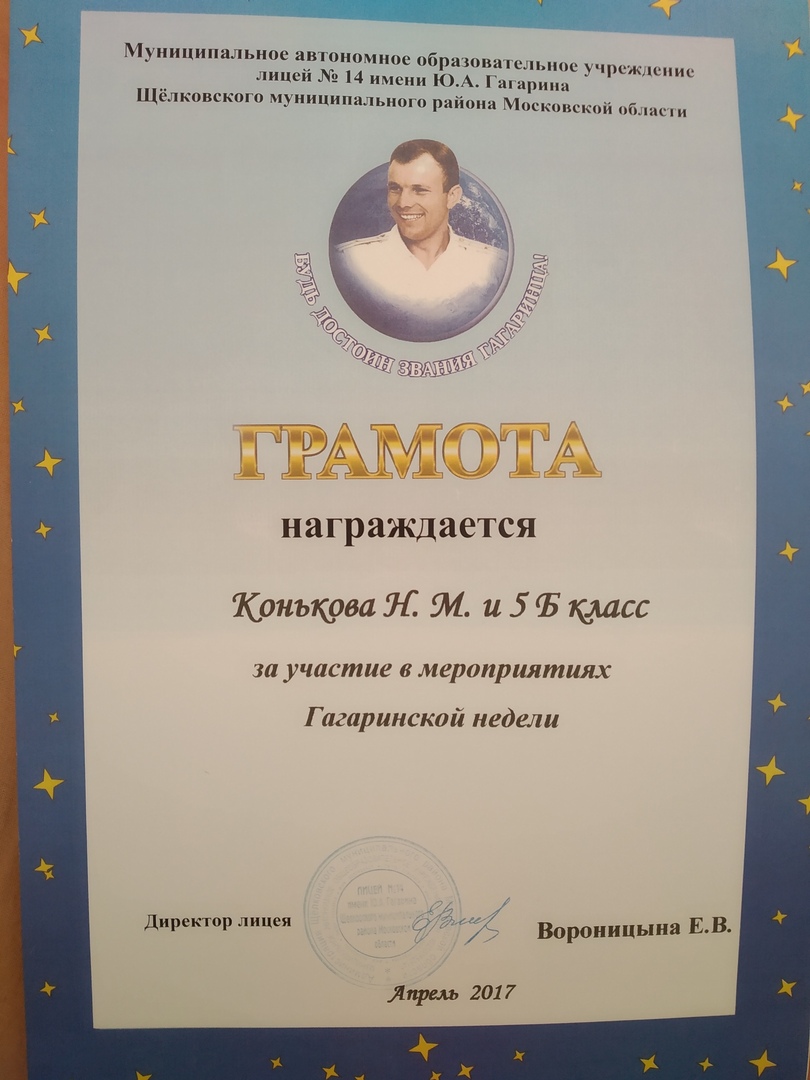 Муниципальное автономное образовательное учреждение
лицей № 14 имени Ю.А. Гагарина
Щёлковского муниципального района Московской области
БУДЬ ДОСТОИН ЗВАНИЯ ГАГАРИНЦА!
ГРАМОТА
награждается
Конькова Н. М. и 5 Б класс
за участие в мероприятиях
Гагаринской недели
Директор лицея
Вороницына Е.В.
Апрель 2017